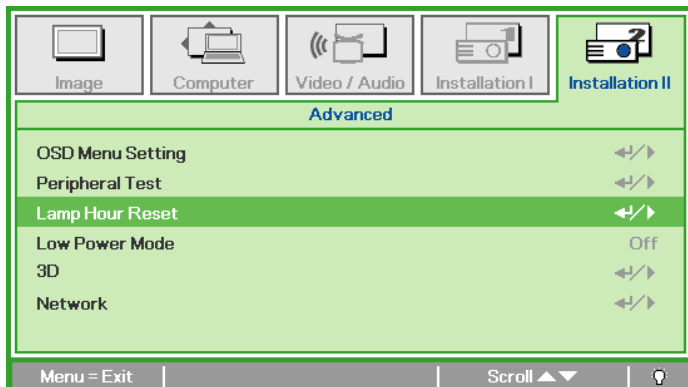 Image
Computer
Video / Audio
Installation I
Installation II
Advanced
OSD Menu Setting
Peripheral Test
Lamp Hour Reset
Low Power Mode Off
3D
Network
Menu = Exit Scroll ▲▼